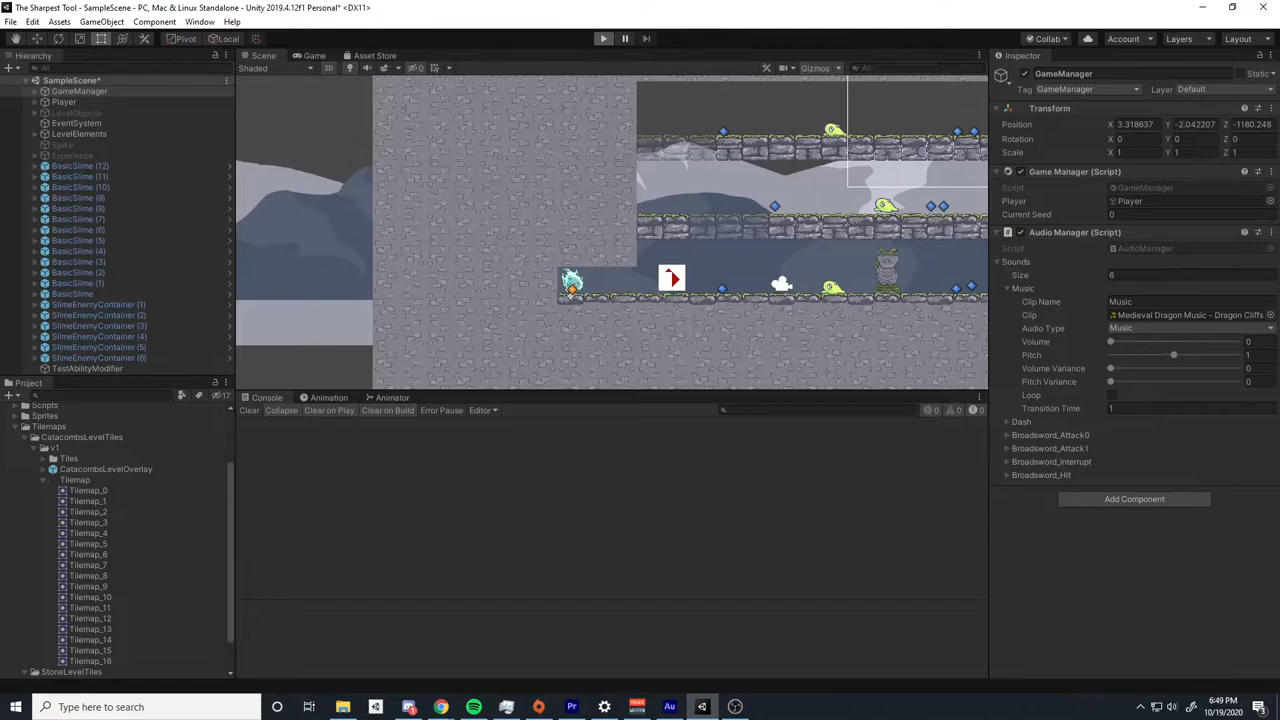 The Sharpest Tool - SampleScene - PC, Mac & Linux Standalone - Unity 2019.4.12f1 Personal* <DX11>
File Edit Assets GameObject Component Window Help
Pivot Local Collab Account Layers Layout
Hierarchy
All
SampleScene*
GameManager
Player
LevelObjects
EventSystem
LevelElements
Spike
Experience
BasicSlime (12)
BasicSlime (11)
BasicSlime (10)
BasicSlime (9)
BasicSlime (8)
BasicSlime (7)
BasicSlime (6)
BasicSlime (5)
BasicSlime (4)
BasicSlime (3)
BasicSlime (2)
BasicSlime (1)
BasicSlime
SlimeEnemyContainer (1)
SlimeEnemyContainer (2)
SlimeEnemyContainer (3)
SlimeEnemyContainer (4)
SlimeEnemyContainer (5)
SlimeEnemyContainer (6)
TestAbilityModifier
Project
17
Scripts
Sprites
Tilemaps
CatacombsLevelTiles
v1
Tiles
CatacombsLevelOverlay
Tilemap
Tilemap_0
Tilemap_1
Tilemap_2
Tilemap_3
Tilemap_4
Tilemap_5
Tilemap_6
Tilemap_7
Tilemap_8
Tilemap_9
Tilemap_10
Tilemap_11
Tilemap_12
Tilemap_13
Tilemap_14
Tilemap_15
Tilemap_16
StoneLevelTiles
Scene Game Asset Store
Shaded 2D 0 Gizmos All
Console Animation Animator
Clear Collapse Clear on Play Clear on Build Error Pause Editor 0 0 0
Inspector
GameManager Static
Tag GameManager Layer Default
Transform
Position X 3.318637 Y -2.042207 Z -1180.248
Rotation X 0 Y 0 Z 0
Scale X 1 Y 1 Z 1
Game Manager (Script)
Script GameManager
Player Player
Current Seed 0
Audio Manager (Script)
Script AudioManager
Sounds
Size 6
Music
Clip Name Music
Clip Medieval Dragon Music - Dragon Cliffs
Audio Type Music
Volume 0
Pitch 1
Volume Variance 0
Pitch Variance 0
Loop
Transition Time 1
Dash
Broadsword_Attack0
Broadsword_Attack1
Broadsword_Interrupt
Broadsword_Hit
Add Component
Type here to search
6:49 PM
10/19/2020